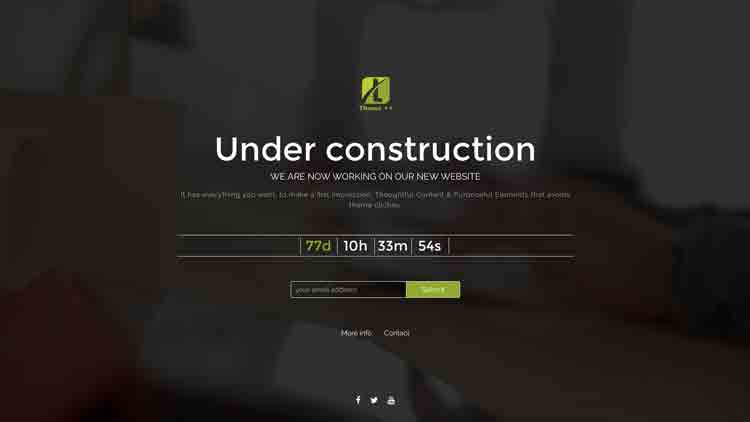 Theme ++
Under construction
WE ARE NOW WORKING ON OUR NEW WEBSITE
It has everything you want, to make a first impression. Thoughtful Content & Purposeful Elements that avoids
theme cliches.
77d 10h 33m 54s
your email address Submit
More info Contact